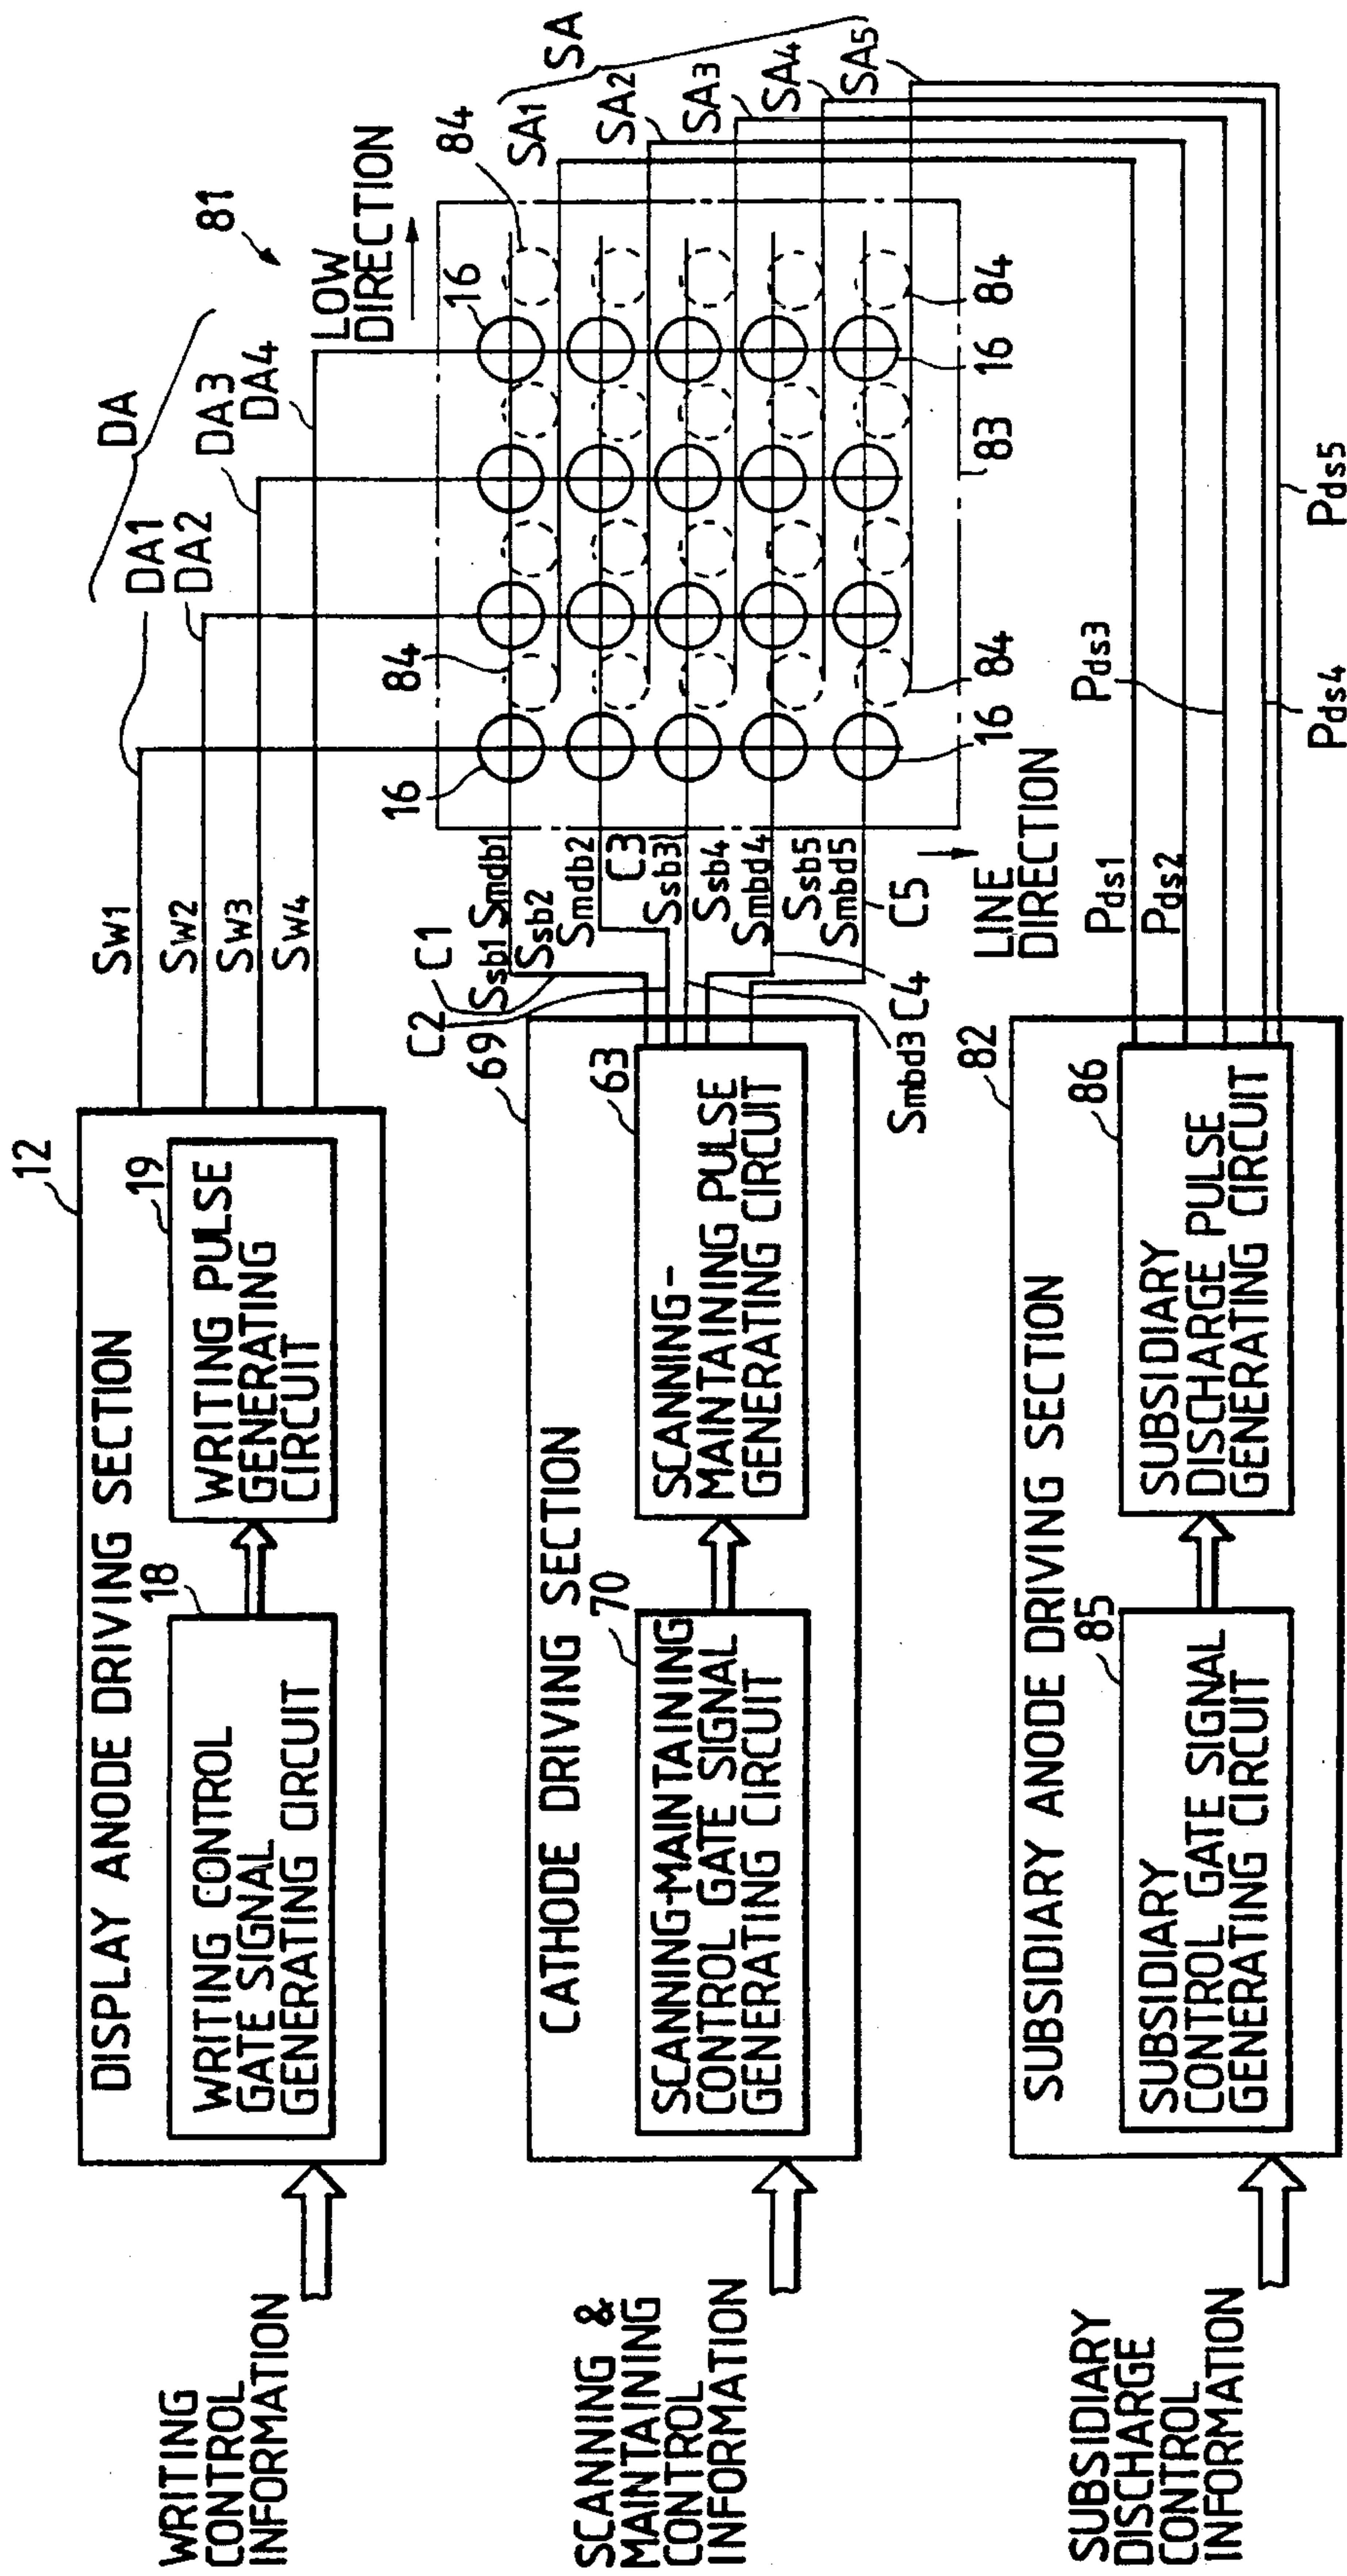 WRITING
CONTROL
INFORMATION
12
DISPLAY ANODE DRIVING SECTION
18
WRITING CONTROL
GATE SIGNAL
GENERATING CIRCUIT
19
WRITING PULSE
GENERATING
CIRCUIT
SW1
SW2
SW3
SW4
DA
DA1
DA2
DA3
DA4
81
LOW
DIRECTION
SCANNING &
MAINTAINING
CONTROL
INFORMATION
69
CATHODE DRIVING SECTION
70
SCANNING-MAINTAINING
CONTROL GATE SIGNAL
GENERATING CIRCUIT
63
SCANNING-
MAINTAINING PULSE
GENERATING CIRCUIT
C1
C2
Ssb1 Smdb1
Ssb2
Smdb2
C3
Ssb3
Ssb4
Smbd4
Ssb5
Smbd5
C5
C4
Smbd3
LINE
DIRECTION
16
84
16
84
16
84
16
84
83
SA
SA1
SA2
SA3
SA4
SA5
SUBSIDIARY
DISCHARGE
CONTROL
INFORMATION
82
SUBSIDIARY ANODE DRIVING SECTION
85
SUBSIDIARY
CONTROL GATE SIGNAL
GENERATING CIRCUIT
86
SUBSIDIARY
DISCHARGE PULSE
GENERATING CIRCUIT
Pds1
Pds2
Pds3
Pds4
Pds5